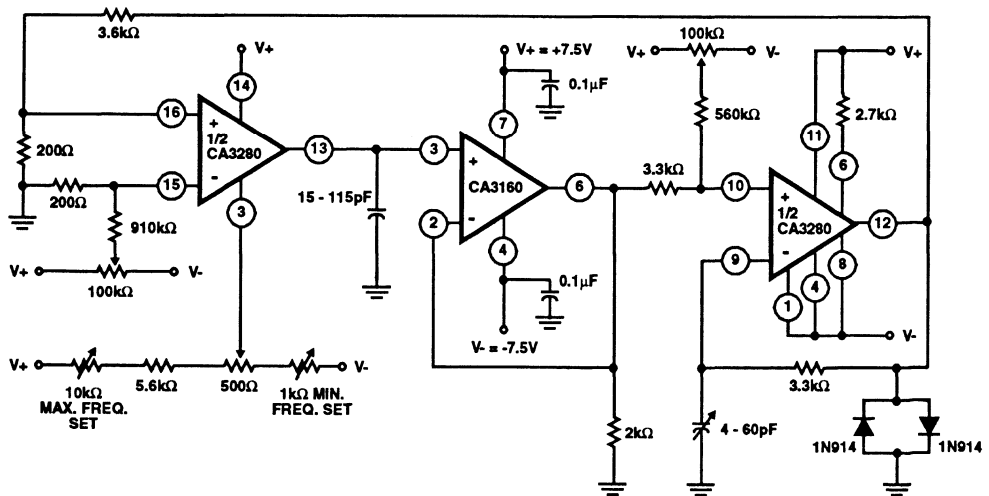 3.6kΩ
V+
14
16
+
1/2
CA3280
-
13
15
3
200Ω
200Ω
910kΩ
V+
V-
100kΩ
V+
10kΩ
MAX. FREQ.
SET
5.6kΩ
500Ω
1kΩ MIN.
FREQ. SET
V-
15 - 115pF
V+ = +7.5V
0.1μF
7
3
+
CA3160
-
6
2
4
0.1μF
V- = -7.5V
2kΩ
100kΩ
V+
V-
560kΩ
3.3kΩ
10
+
1/2
CA3280
-
9
11
V+
2.7kΩ
6
12
1
4
8
V-
3.3kΩ
4 - 60pF
1N914
1N914